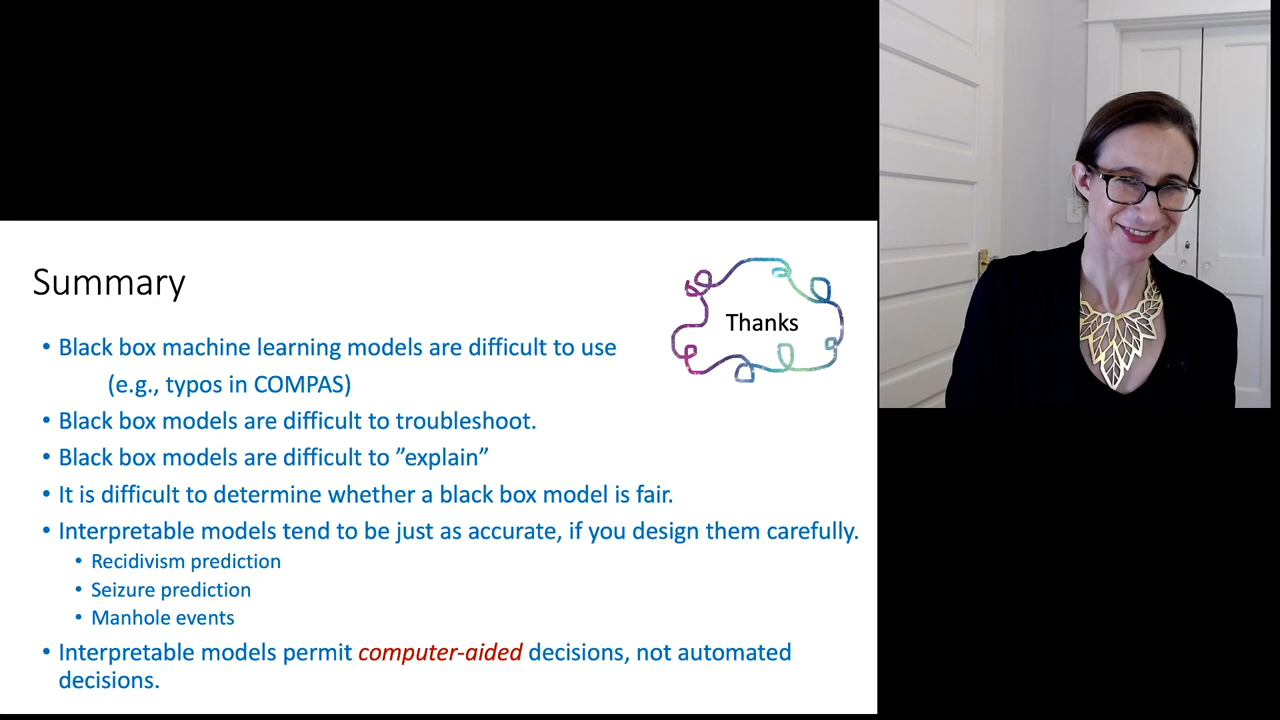 Summary
Thanks
• Black box machine learning models are difficult to use
(e.g., typos in COMPAS)
• Black box models are difficult to troubleshoot.
• Black box models are difficult to ”explain”
• It is difficult to determine whether a black box model is fair.
• Interpretable models tend to be just as accurate, if you design them carefully.
• Recidivism prediction
• Seizure prediction
• Manhole events
• Interpretable models permit computer-aided decisions, not automated
decisions.